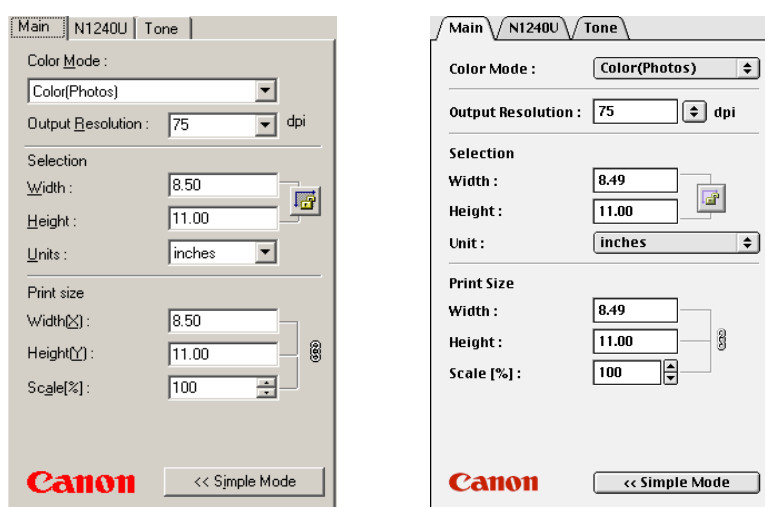 Main N1240U Tone
Color Mode :
Color(Photos)
Output Resolution : 75 dpi
Selection
Width : 8.50
Height : 11.00
Units : inches
Print size
Width(X) : 8.50
Height(Y) : 11.00
Scale[%] : 100
Canon << Simple Mode
Main N1240U Tone
Color Mode : Color(Photos)
Output Resolution : 75 dpi
Selection
Width : 8.49
Height : 11.00
Unit : inches
Print Size
Width : 8.49
Height : 11.00
Scale [%] : 100
Canon << Simple Mode